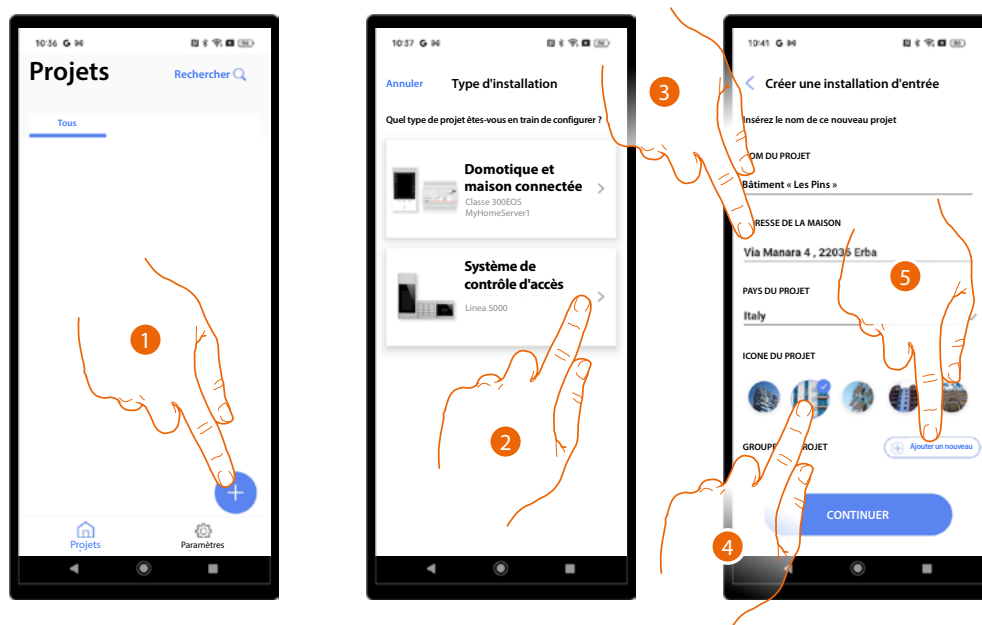 10:36 G
Projets
Rechercher
Tous
1
Projets
Paramètres
10:37 G
Annuler
Type d'installation
Quel type de projet êtes-vous en train de configurer ?
Domotique et
maison connectée
Classe 300EOS
MyHomeServer1
Système de
contrôle d'accès
Linea 5000
2
10:41 G
3
Créer une installation d'entrée
Insérez le nom de ce nouveau projet
NOM DU PROJET
Bâtiment « Les Pins »
RESSE DE LA MAISON
Via Manara 4 , 22036 Erba
5
PAYS DU PROJET
Italy
ICONE DU PROJET
GROUPE ROJET
Ajouter un nouveau
CONTINUER
4